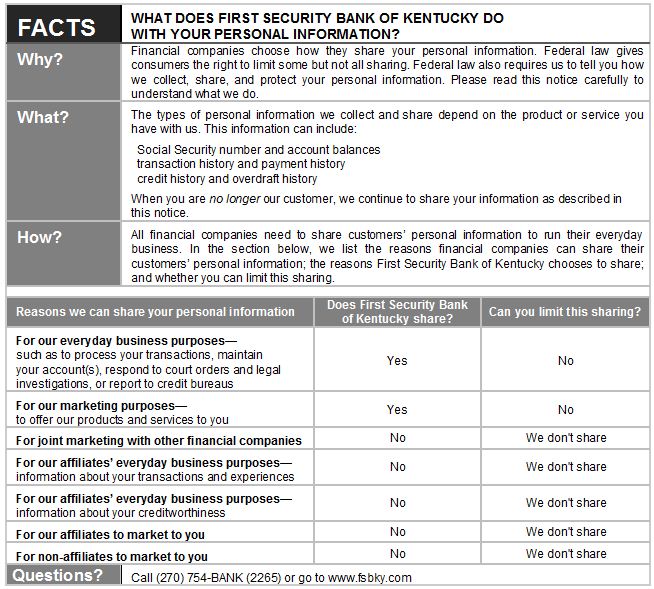 FACTS
WHAT DOES FIRST SECURITY BANK OF KENTUCKY DO
WITH YOUR PERSONAL INFORMATION?
Why?
Financial companies choose how they share your personal information. Federal law gives
consumers the right to limit some but not all sharing. Federal law also requires us to tell you how
we collect, share, and protect your personal information. Please read this notice carefully to
understand what we do.
What?
The types of personal information we collect and share depend on the product or service you
have with us. This information can include:
Social Security number and account balances
transaction history and payment history
credit history and overdraft history
When you are no longer our customer, we continue to share your information as described in
this notice.
How?
All financial companies need to share customers' personal information to run their everyday
business. In the section below, we list the reasons financial companies can share their
customers' personal information; the reasons First Security Bank of Kentucky chooses to share;
and whether you can limit this sharing.
Reasons we can share your personal information
Does First Security Bank
of Kentucky share?
Can you limit this sharing?
For our everyday business purposes—
such as to process your transactions, maintain
your account(s), respond to court orders and legal
investigations, or report to credit bureaus
Yes
No
For our marketing purposes—
to offer our products and services to you
Yes
No
For joint marketing with other financial companies
No
We don't share
For our affiliates' everyday business purposes—
information about your transactions and experiences
No
We don't share
For our affiliates' everyday business purposes—
information about your creditworthiness
No
We don't share
For our affiliates to market to you
No
We don't share
For non-affiliates to market to you
No
We don't share
Questions?
Call (270) 754-BANK (2265) or go to www.fsbky.com